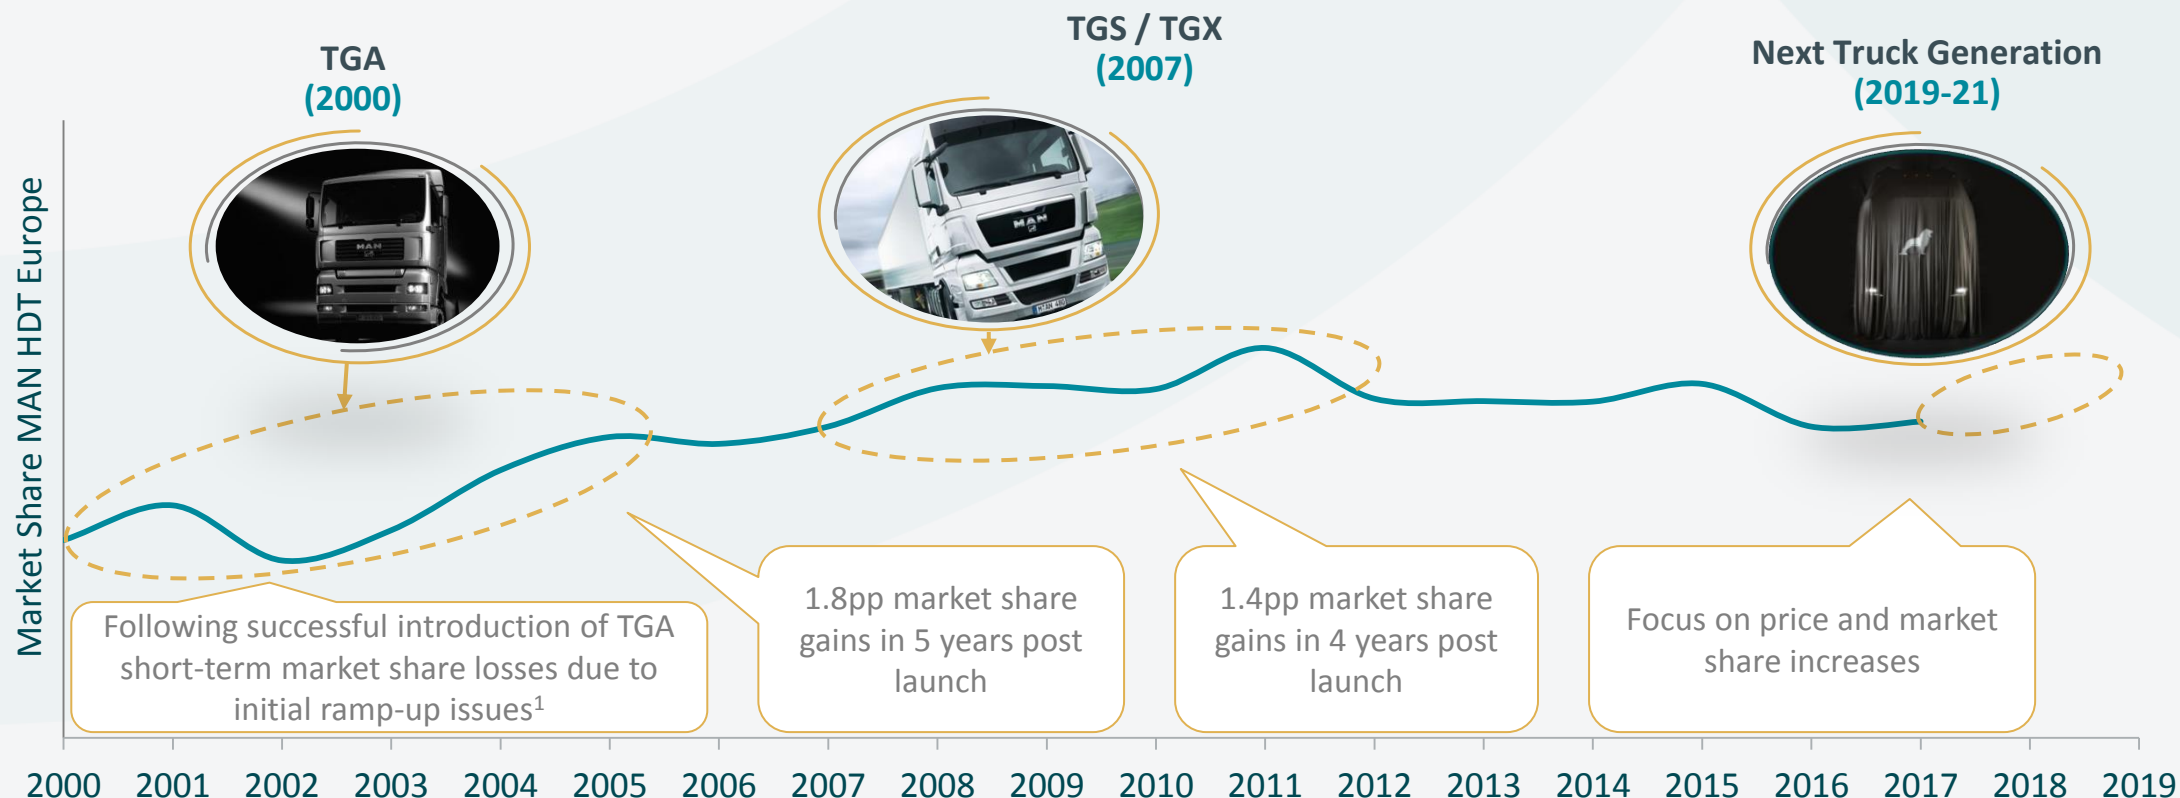 TGA
(2000)
TGS / TGX
(2007)
Next Truck Generation
(2019-21)
Market Share MAN HDT Europe
MAN
MAN
Following successful introduction of TGA
short-term market share losses due to
initial ramp-up issues1
1.8pp market share
gains in 5 years post
launch
1.4pp market share
gains in 4 years post
launch
Focus on price and market
share increases
2000 2001 2002 2003 2004 2005 2006 2007 2008 2009 2010 2011 2012 2013 2014 2015 2016 2017 2018 2019